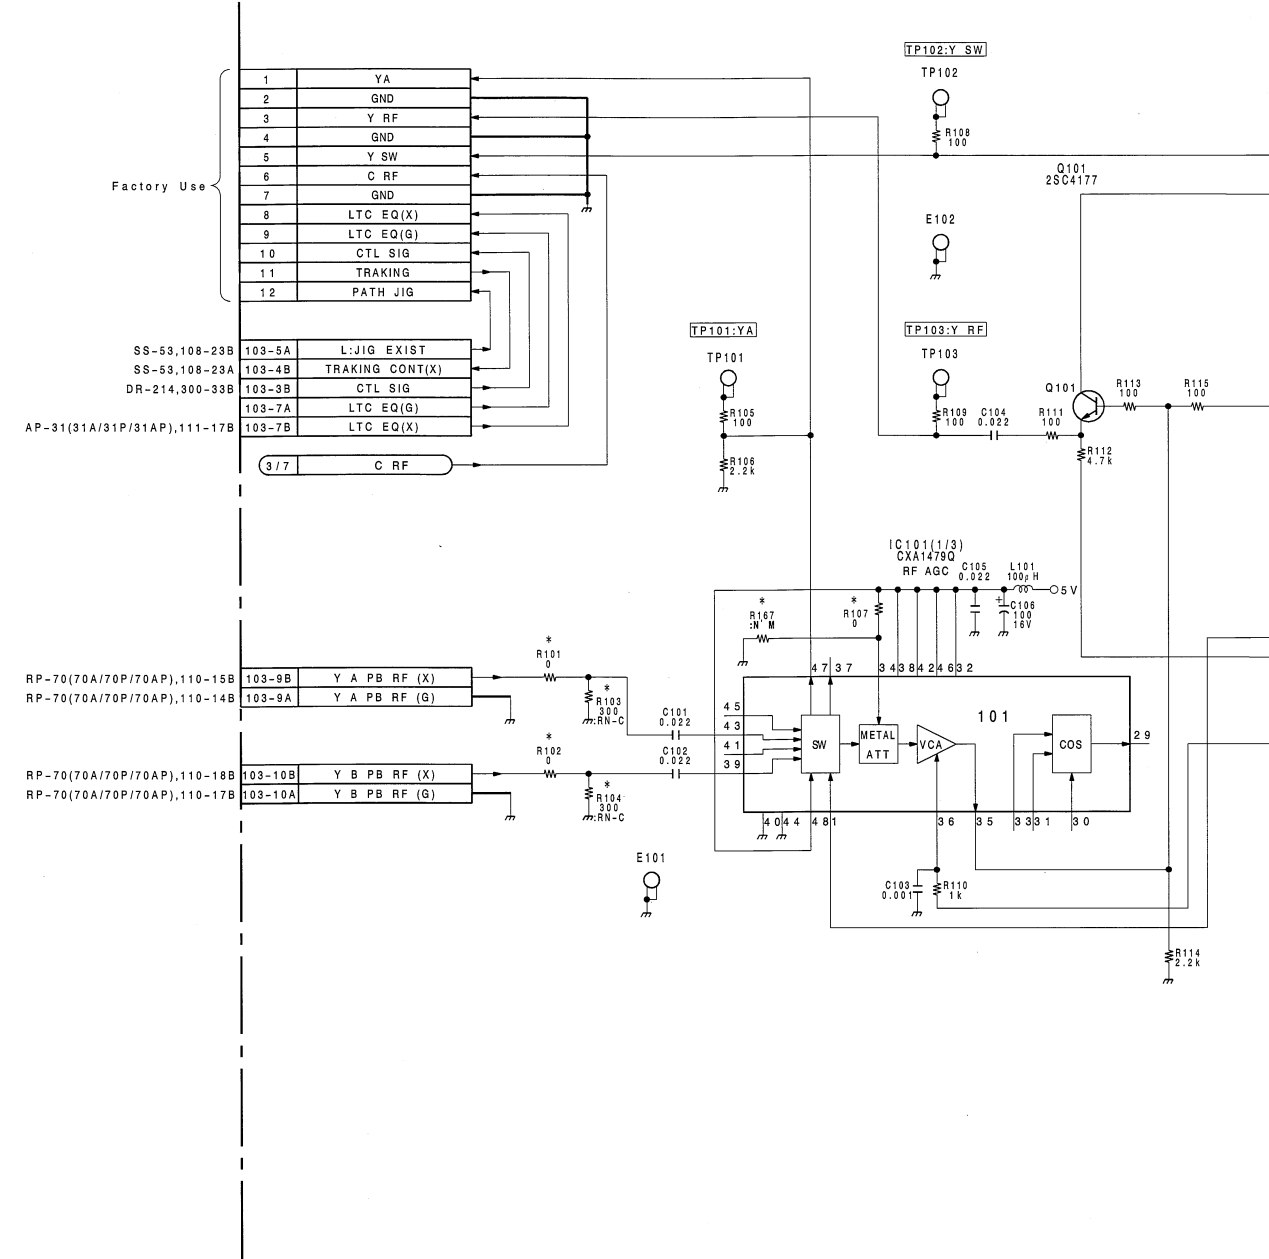 TP102:Y SW
TP102
R108
100
Factory Use
1 YA
2 GND
3 Y RF
4 GND
5 Y SW
6 C RF
7 GND
8 LTC EQ(X)
9 LTC EQ(G)
10 CTL SIG
11 TRAKING
12 PATH JIG
Q101
2SC4177
E102
SS-53,108-23B 103-5A L:JIG EXIST
SS-53,108-23A 103-4B TRAKING CONT(X)
DR-214,300-33B 103-3B CTL SIG
103-7A LTC EQ(G)
AP-31(31A/31P/31AP),111-17B 103-7B LTC EQ(X)
3/7 C RF
TP101:YA
TP101
R105
100
R106
2.2k
TP103:Y RF
TP103
R109
100
C104
0.022
R111
100
Q101
R113
100
R115
100
R112
4.7k
IC101(1/3)
CXA1479Q
RF AGC
C105
0.022
L101
100μH
5V
+
C106
100
16V
*
R167
:N M
*
R107
0
47 37 34 38 42 46 32
*
R101
0
RP-70(70A/70P/70AP),110-15B 103-9B Y A PB RF (X)
RP-70(70A/70P/70AP),110-14B 103-9A Y A PB RF (G)
*
R103
300
:RN-C
C101
0.022
*
R102
0
C102
0.022
RP-70(70A/70P/70AP),110-18B 103-10B Y B PB RF (X)
RP-70(70A/70P/70AP),110-17B 103-10A Y B PB RF (G)
*
R104
300
:RN-C
45
43
41
39
SW
METAL
ATT
VCA
101
COS
29
40 44 48 1 36 35 33 31 30
E101
C103
0.001
R110
1k
R114
2.2k